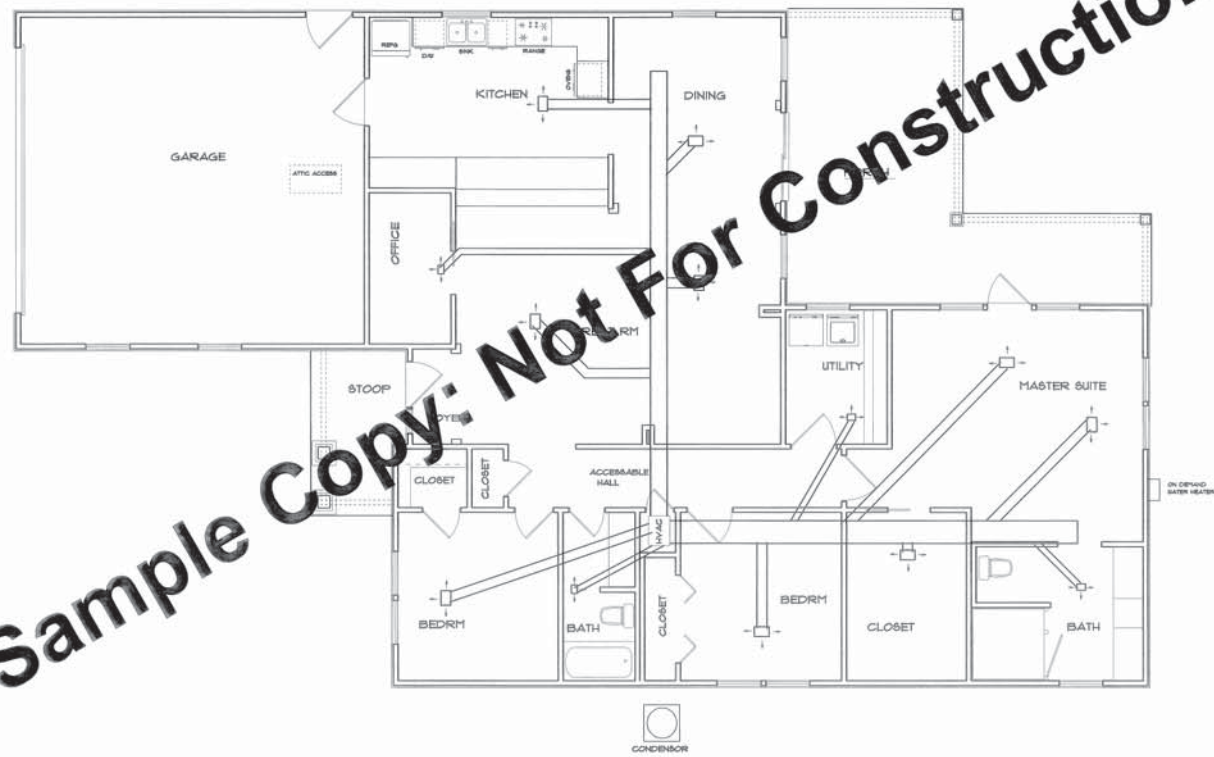 Sample Copy: Not For Construction
REFG
D/W
SINK
RANGE
OVENS
KITCHEN
DINING
GARAGE
ATTIC ACCESS
OFFICE
STOOP
UTILITY
MASTER SUITE
CLOSET
CLOSET
ACCESSABLE
HALL
ON DEMAND
WATER HEATER
HVAC
BEDRM
BATH
CLOSET
BEDRM
CLOSET
BATH
CONDENSOR